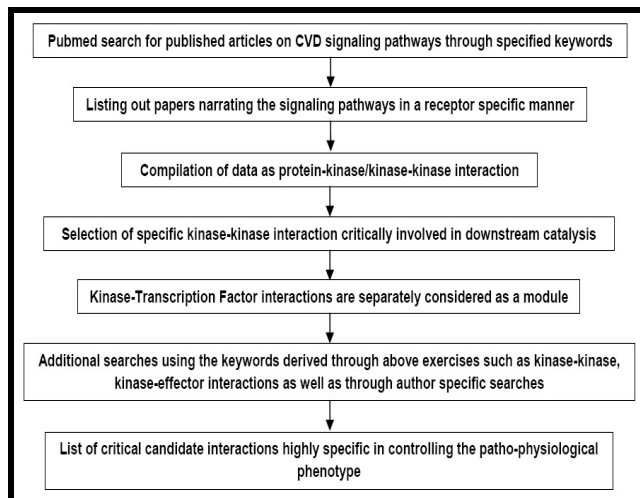 Pubmed search for published articles on CVD signaling pathways through specified keywords
Listing out papers narrating the signaling pathways in a receptor specific manner
Compilation of data as protein-kinase/kinase-kinase interaction
Selection of specific kinase-kinase interaction critically involved in downstream catalysis
Kinase-Transcription Factor interactions are separately considered as a module
Additional searches using the keywords derived through above exercises such as kinase-kinase,
kinase-effector interactions as well as through author specific searches
List of critical candidate interactions highly specific in controlling the patho-physiological
phenotype